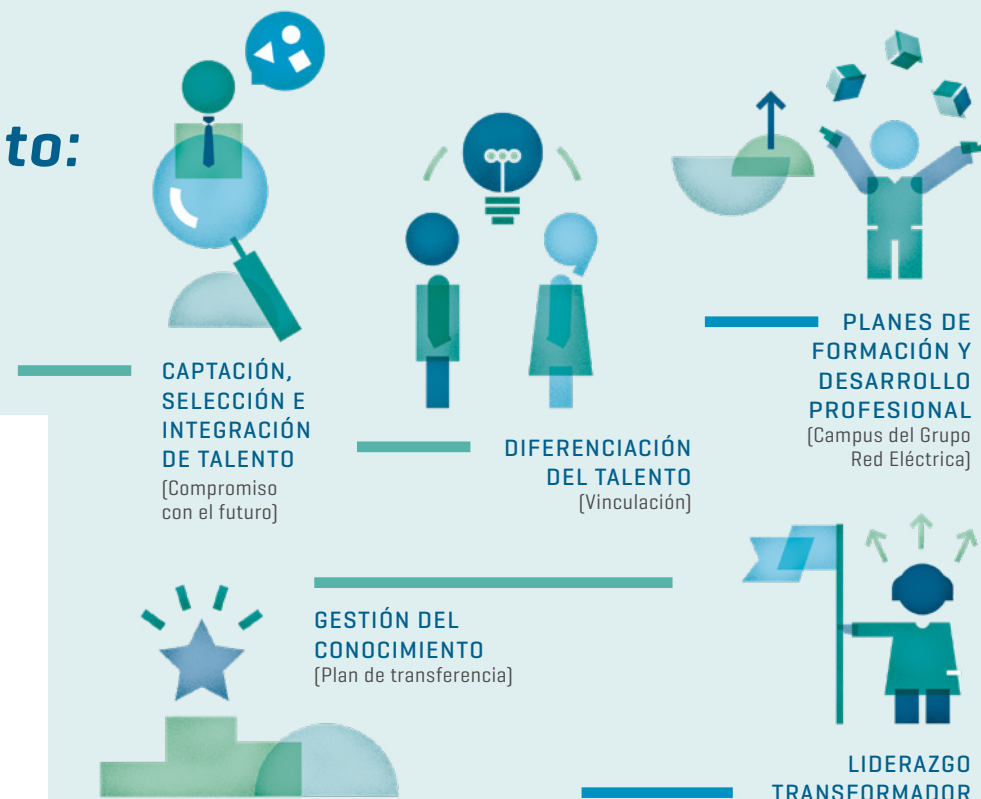 to:
CAPTACIÓN,
SELECCIÓN E
INTEGRACIÓN
DE TALENTO
[Compromiso
con el futuro]
DIFERENCIACIÓN
DEL TALENTO
[Vinculación]
PLANES DE
FORMACIÓN Y
DESARROLLO
PROFESIONAL
[Campus del Grupo
Red Eléctrica]
GESTIÓN DEL
CONOCIMIENTO
[Plan de transferencia]
LIDERAZGO
TRANSFORMADOR